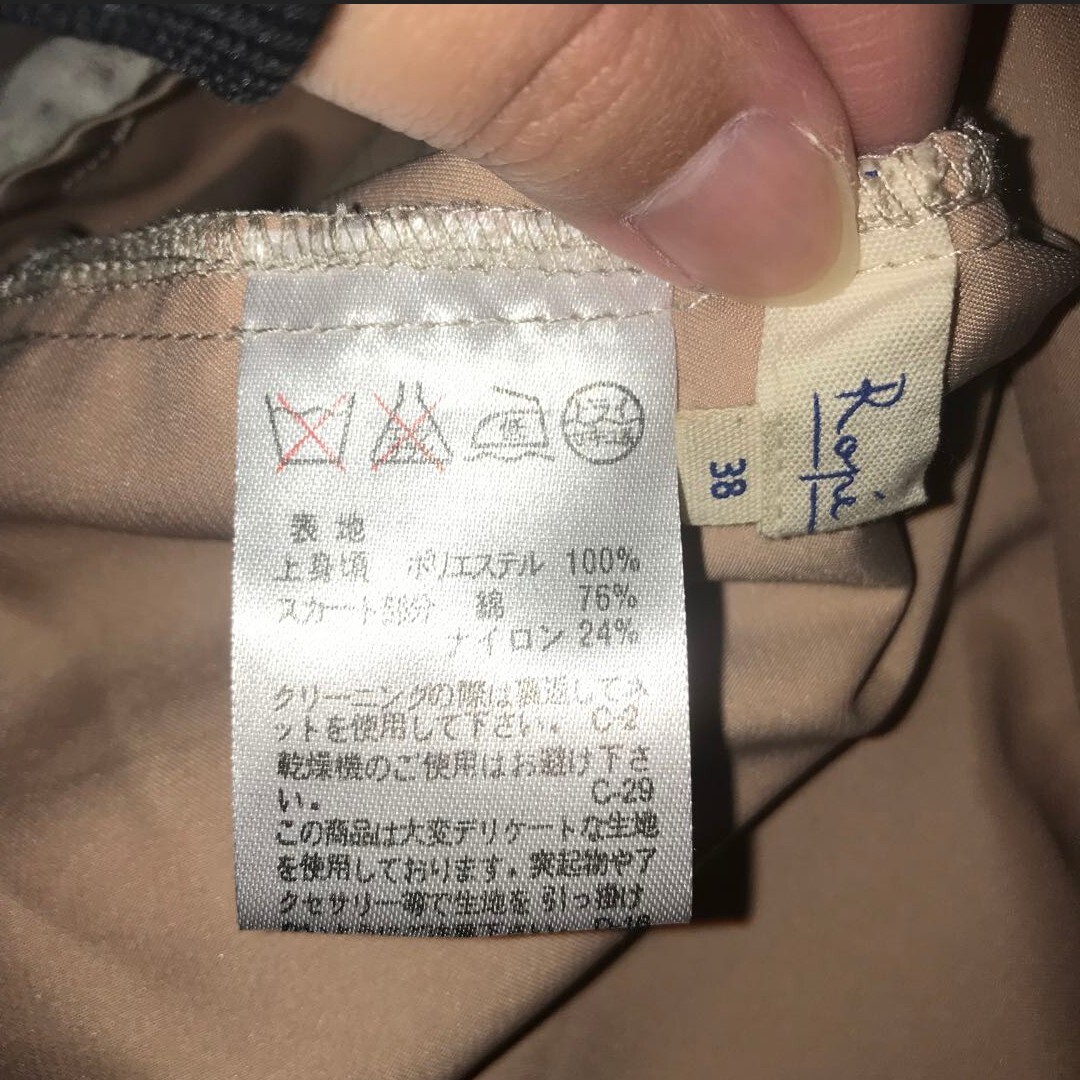 低
表地
上身頃 ポリエステル 100%
スカート部分 綿 76%
ナイロン 24%
クリーニングの際は裏返してネ
ットを使用して下さい。 C-2
乾燥機のご使用はお避け下さ
い。 C-29
この商品は大変デリケートな生地
を使用しております。突起物やア
クセサリー等で生地を引っ掛け
38